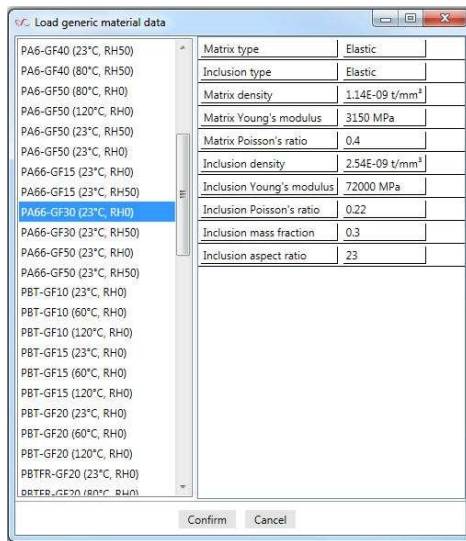 Load generic material data
PA6-GF40 (23°C, RH50)
PA6-GF40 (80°C, RH50)
PA6-GF50 (80°C, RH0)
PA6-GF50 (120°C, RH0)
PA6-GF50 (23°C, RH50)
PA6-GF50 (23°C, RH0)
PA66-GF15 (23°C, RH0)
PA66-GF15 (23°C, RH50)
PA66-GF30 (23°C, RH0)
PA66-GF30 (23°C, RH50)
PA66-GF50 (23°C, RH0)
PA66-GF50 (23°C, RH50)
PBT-GF10 (23°C, RH0)
PBT-GF10 (60°C, RH0)
PBT-GF10 (120°C, RH0)
PBT-GF15 (23°C, RH0)
PBT-GF15 (60°C, RH0)
PBT-GF15 (120°C, RH0)
PBT-GF20 (23°C, RH0)
PBT-GF20 (60°C, RH0)
PBT-GF20 (120°C, RH0)
PBTFR-GF20 (23°C, RH0)
PBTFR-GF20 (80°C, RH0)
Matrix type Elastic
Inclusion type Elastic
Matrix density 1.14E-09 t/mm³
Matrix Young's modulus 3150 MPa
Matrix Poisson's ratio 0.4
Inclusion density 2.54E-09 t/mm³
Inclusion Young's modulus 72000 MPa
Inclusion Poisson's ratio 0.22
Inclusion mass fraction 0.3
Inclusion aspect ratio 23
Confirm Cancel